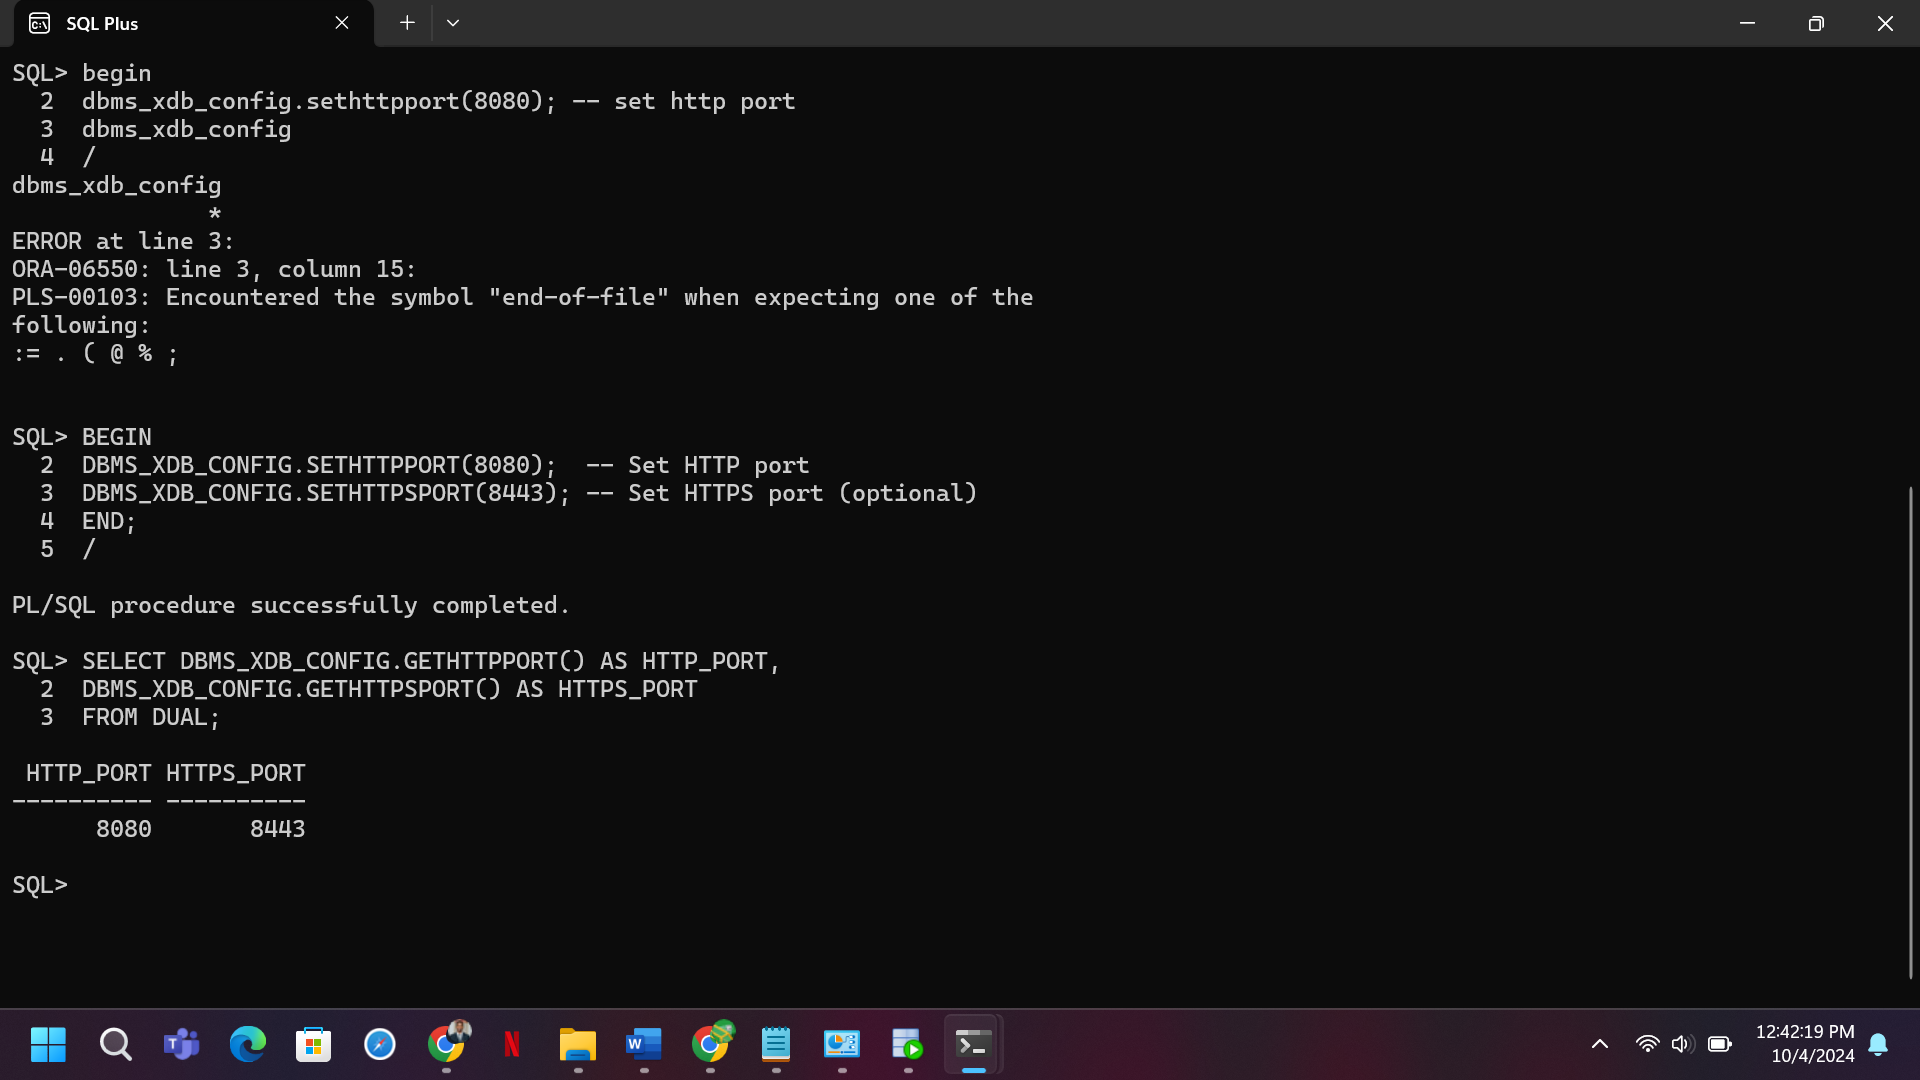 SQL Plus
SQL> begin
  2  dbms_xdb_config.sethttpport(8080); -- set http port
  3  dbms_xdb_config
  4  /
dbms_xdb_config
              *
ERROR at line 3:
ORA-06550: line 3, column 15:
PLS-00103: Encountered the symbol "end-of-file" when expecting one of the
following:
:= . ( @ % ;
SQL> BEGIN
  2  DBMS_XDB_CONFIG.SETHTTPPORT(8080);  -- Set HTTP port
  3  DBMS_XDB_CONFIG.SETHTTPSPORT(8443); -- Set HTTPS port (optional)
  4  END;
  5  /
PL/SQL procedure successfully completed.
SQL> SELECT DBMS_XDB_CONFIG.GETHTTPPORT() AS HTTP_PORT,
  2  DBMS_XDB_CONFIG.GETHTTPSPORT() AS HTTPS_PORT
  3  FROM DUAL;
 HTTP_PORT HTTPS_PORT
---------- ----------
      8080       8443
SQL>
12:42:19 PM
10/4/2024